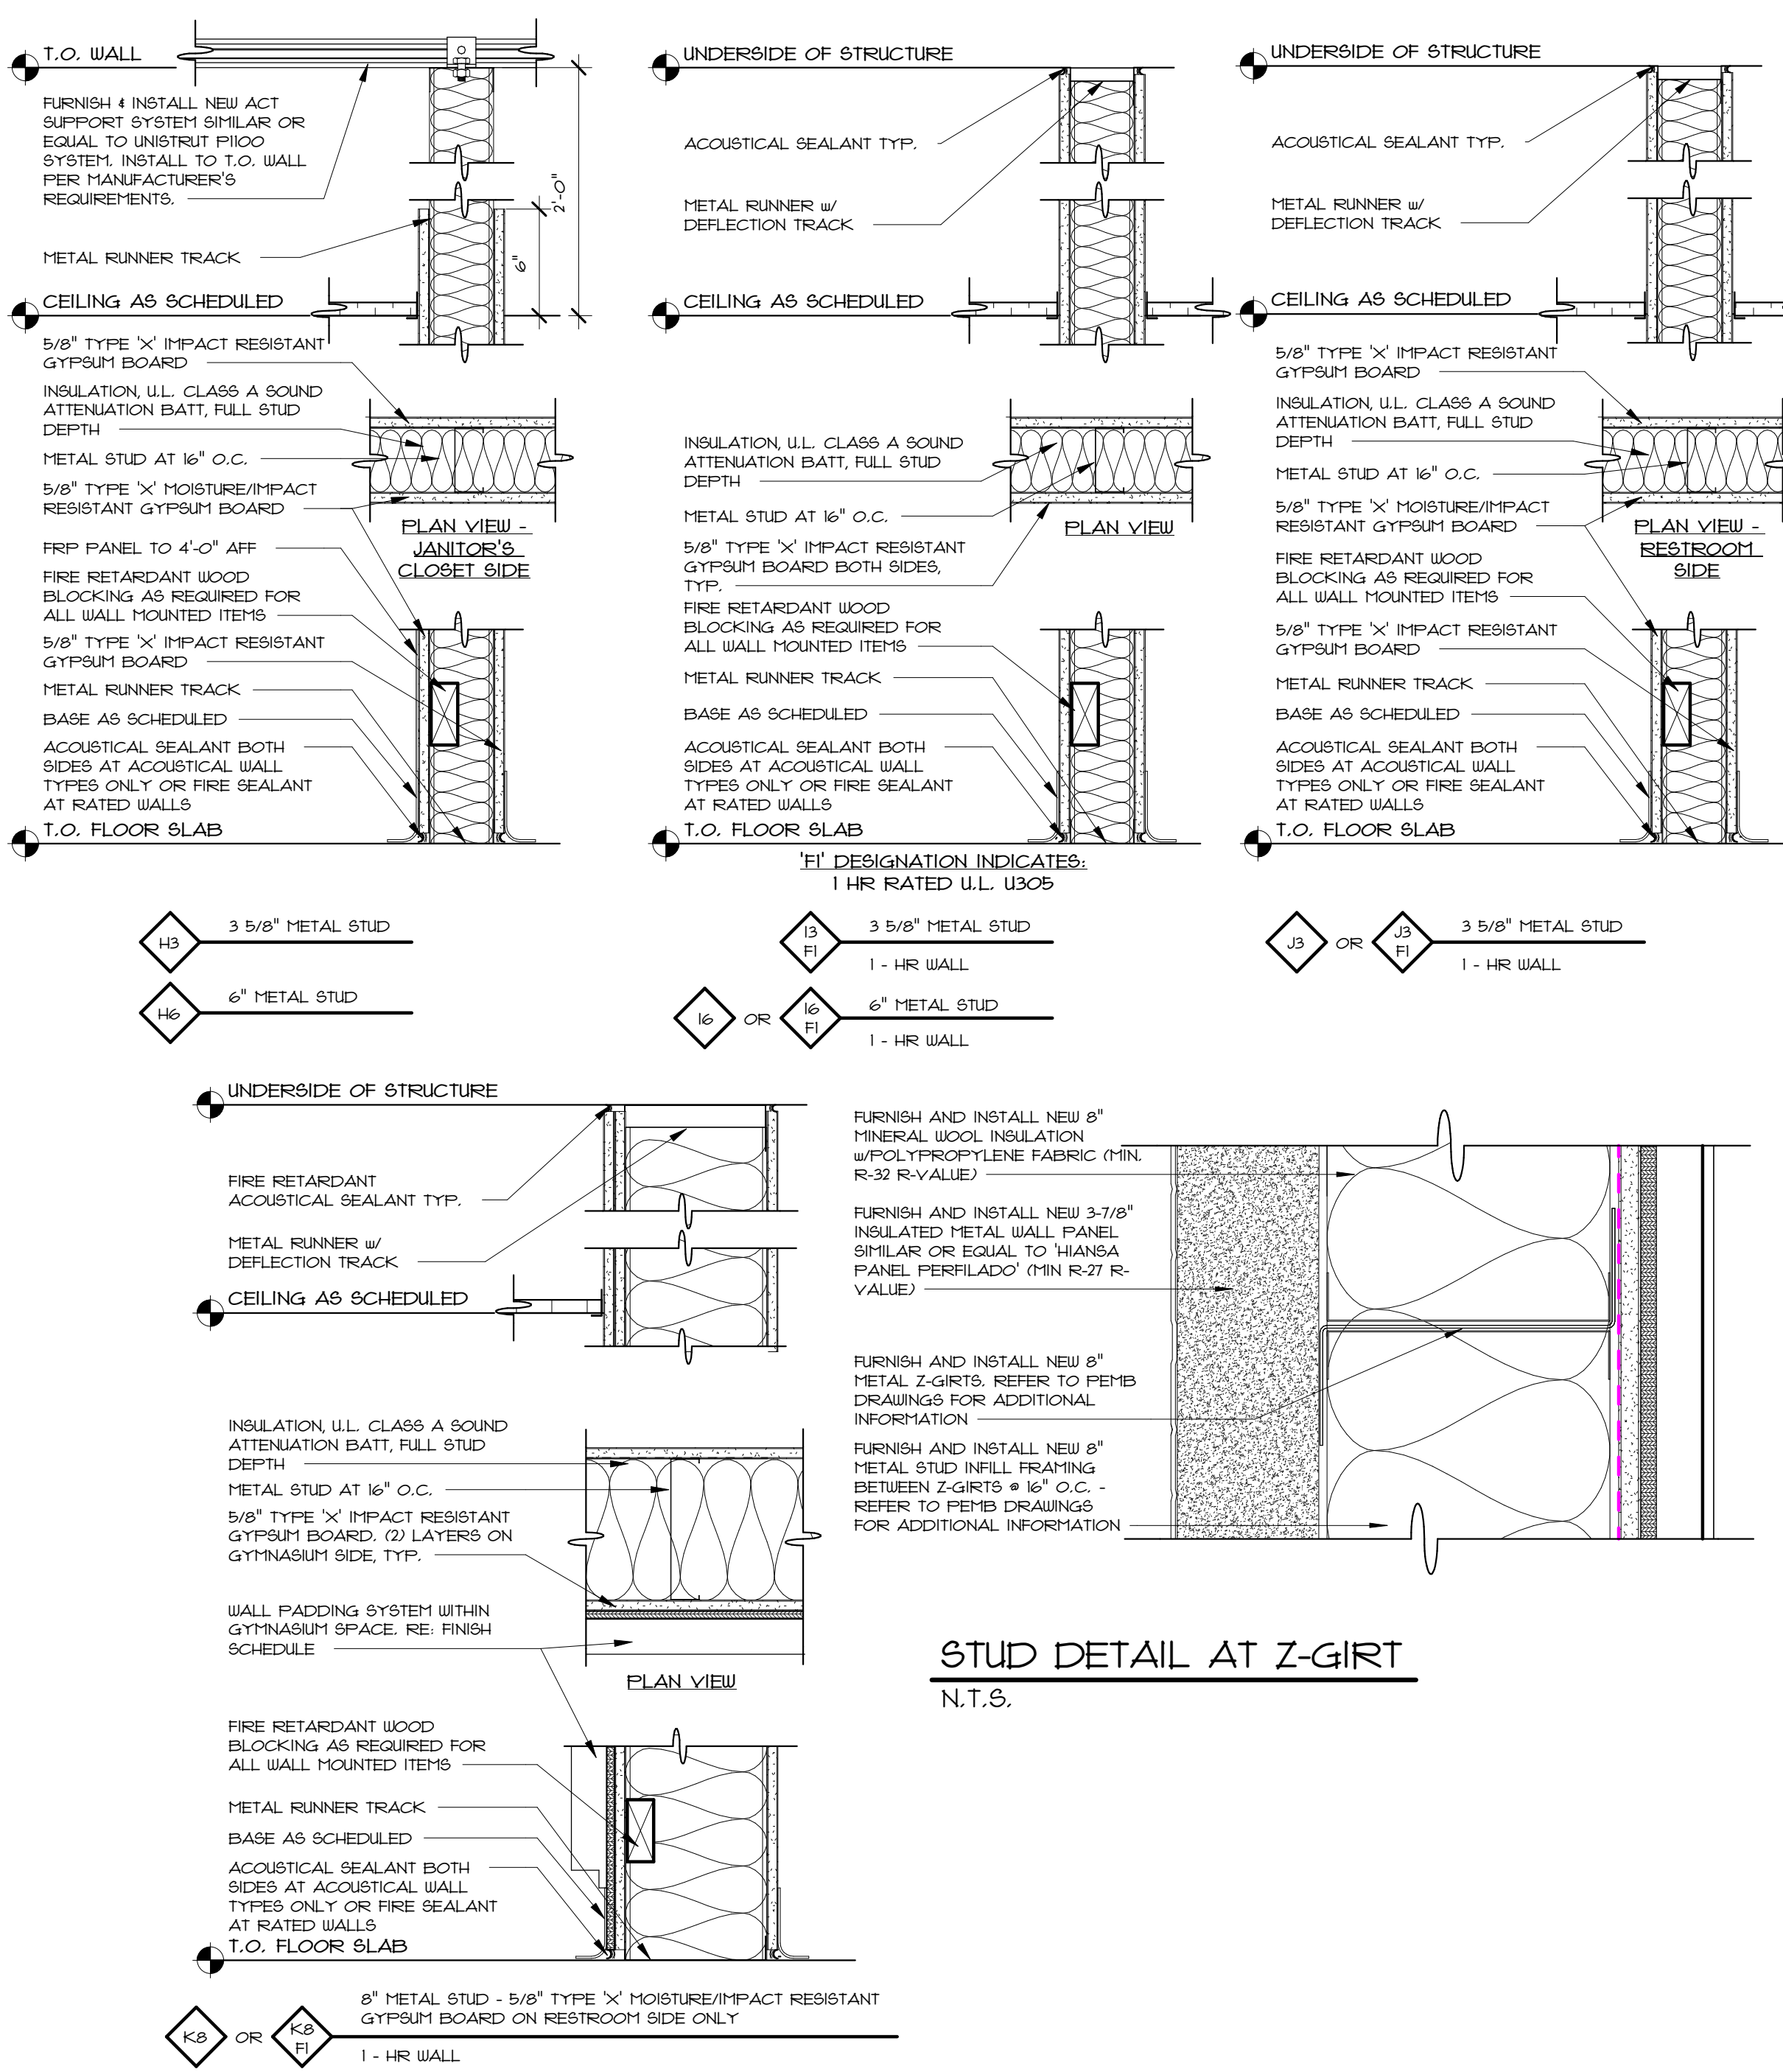 T.O. WALL
FURNISH & INSTALL NEW ACT
SUPPORT SYSTEM SIMILAR OR
EQUAL TO UNISTRUT P1100
SYSTEM. INSTALL TO T.O. WALL
PER MANUFACTURER'S
REQUIREMENTS.
METAL RUNNER TRACK
2'-0"
6"
CEILING AS SCHEDULED
5/8" TYPE 'X' IMPACT RESISTANT
GYPSUM BOARD
INSULATION, U.L. CLASS A SOUND
ATTENUATION BATT, FULL STUD
DEPTH
METAL STUD AT 16" O.C.
5/8" TYPE 'X' MOISTURE/IMPACT
RESISTANT GYPSUM BOARD
PLAN VIEW -
JANITOR'S
CLOSET SIDE
FRP PANEL TO 4'-0" AFF
FIRE RETARDANT WOOD
BLOCKING AS REQUIRED FOR
ALL WALL MOUNTED ITEMS
5/8" TYPE 'X' IMPACT RESISTANT
GYPSUM BOARD
METAL RUNNER TRACK
BASE AS SCHEDULED
ACOUSTICAL SEALANT BOTH
SIDES AT ACOUSTICAL WALL
TYPES ONLY OR FIRE SEALANT
AT RATED WALLS
T.O. FLOOR SLAB
H3
3 5/8" METAL STUD
H6
6" METAL STUD
UNDERSIDE OF STRUCTURE
ACOUSTICAL SEALANT TYP.
METAL RUNNER w/
DEFLECTION TRACK
CEILING AS SCHEDULED
INSULATION, U.L. CLASS A SOUND
ATTENUATION BATT, FULL STUD
DEPTH
METAL STUD AT 16" O.C.
PLAN VIEW
5/8" TYPE 'X' IMPACT RESISTANT
GYPSUM BOARD BOTH SIDES,
TYP.
FIRE RETARDANT WOOD
BLOCKING AS REQUIRED FOR
ALL WALL MOUNTED ITEMS
METAL RUNNER TRACK
BASE AS SCHEDULED
ACOUSTICAL SEALANT BOTH
SIDES AT ACOUSTICAL WALL
TYPES ONLY OR FIRE SEALANT
AT RATED WALLS
T.O. FLOOR SLAB
'F1' DESIGNATION INDICATES:
1 HR RATED U.L. U305
I3
F1
3 5/8" METAL STUD
1 - HR WALL
I6
OR
I6
F1
6" METAL STUD
1 - HR WALL
UNDERSIDE OF STRUCTURE
ACOUSTICAL SEALANT TYP.
METAL RUNNER w/
DEFLECTION TRACK
CEILING AS SCHEDULED
5/8" TYPE 'X' IMPACT RESISTANT
GYPSUM BOARD
INSULATION, U.L. CLASS A SOUND
ATTENUATION BATT, FULL STUD
DEPTH
METAL STUD AT 16" O.C.
5/8" TYPE 'X' MOISTURE/IMPACT
RESISTANT GYPSUM BOARD
PLAN VIEW -
RESTROOM
SIDE
FIRE RETARDANT WOOD
BLOCKING AS REQUIRED FOR
ALL WALL MOUNTED ITEMS
5/8" TYPE 'X' IMPACT RESISTANT
GYPSUM BOARD
METAL RUNNER TRACK
BASE AS SCHEDULED
ACOUSTICAL SEALANT BOTH
SIDES AT ACOUSTICAL WALL
TYPES ONLY OR FIRE SEALANT
AT RATED WALLS
T.O. FLOOR SLAB
J3
OR
J3
F1
3 5/8" METAL STUD
1 - HR WALL
UNDERSIDE OF STRUCTURE
FIRE RETARDANT
ACOUSTICAL SEALANT TYP.
METAL RUNNER w/
DEFLECTION TRACK
CEILING AS SCHEDULED
INSULATION, U.L. CLASS A SOUND
ATTENUATION BATT, FULL STUD
DEPTH
METAL STUD AT 16" O.C.
5/8" TYPE 'X' IMPACT RESISTANT
GYPSUM BOARD. (2) LAYERS ON
GYMNASIUM SIDE, TYP.
WALL PADDING SYSTEM WITHIN
GYMNASIUM SPACE. RE: FINISH
SCHEDULE
PLAN VIEW
FIRE RETARDANT WOOD
BLOCKING AS REQUIRED FOR
ALL WALL MOUNTED ITEMS
METAL RUNNER TRACK
BASE AS SCHEDULED
ACOUSTICAL SEALANT BOTH
SIDES AT ACOUSTICAL WALL
TYPES ONLY OR FIRE SEALANT
AT RATED WALLS
T.O. FLOOR SLAB
K8
OR
K8
F1
8" METAL STUD - 5/8" TYPE 'X' MOISTURE/IMPACT RESISTANT
GYPSUM BOARD ON RESTROOM SIDE ONLY
1 - HR WALL
FURNISH AND INSTALL NEW 8"
MINERAL WOOL INSULATION
w/POLYPROPYLENE FABRIC (MIN.
R-32 R-VALUE)
FURNISH AND INSTALL NEW 3-7/8"
INSULATED METAL WALL PANEL
SIMILAR OR EQUAL TO 'HIANSA
PANEL PERFILADO' (MIN R-27 R-
VALUE)
FURNISH AND INSTALL NEW 8"
METAL Z-GIRTS. REFER TO PEMB
DRAWINGS FOR ADDITIONAL
INFORMATION
FURNISH AND INSTALL NEW 8"
METAL STUD INFILL FRAMING
BETWEEN Z-GIRTS @ 16" O.C. -
REFER TO PEMB DRAWINGS
FOR ADDITIONAL INFORMATION
STUD DETAIL AT Z-GIRT
N.T.S.